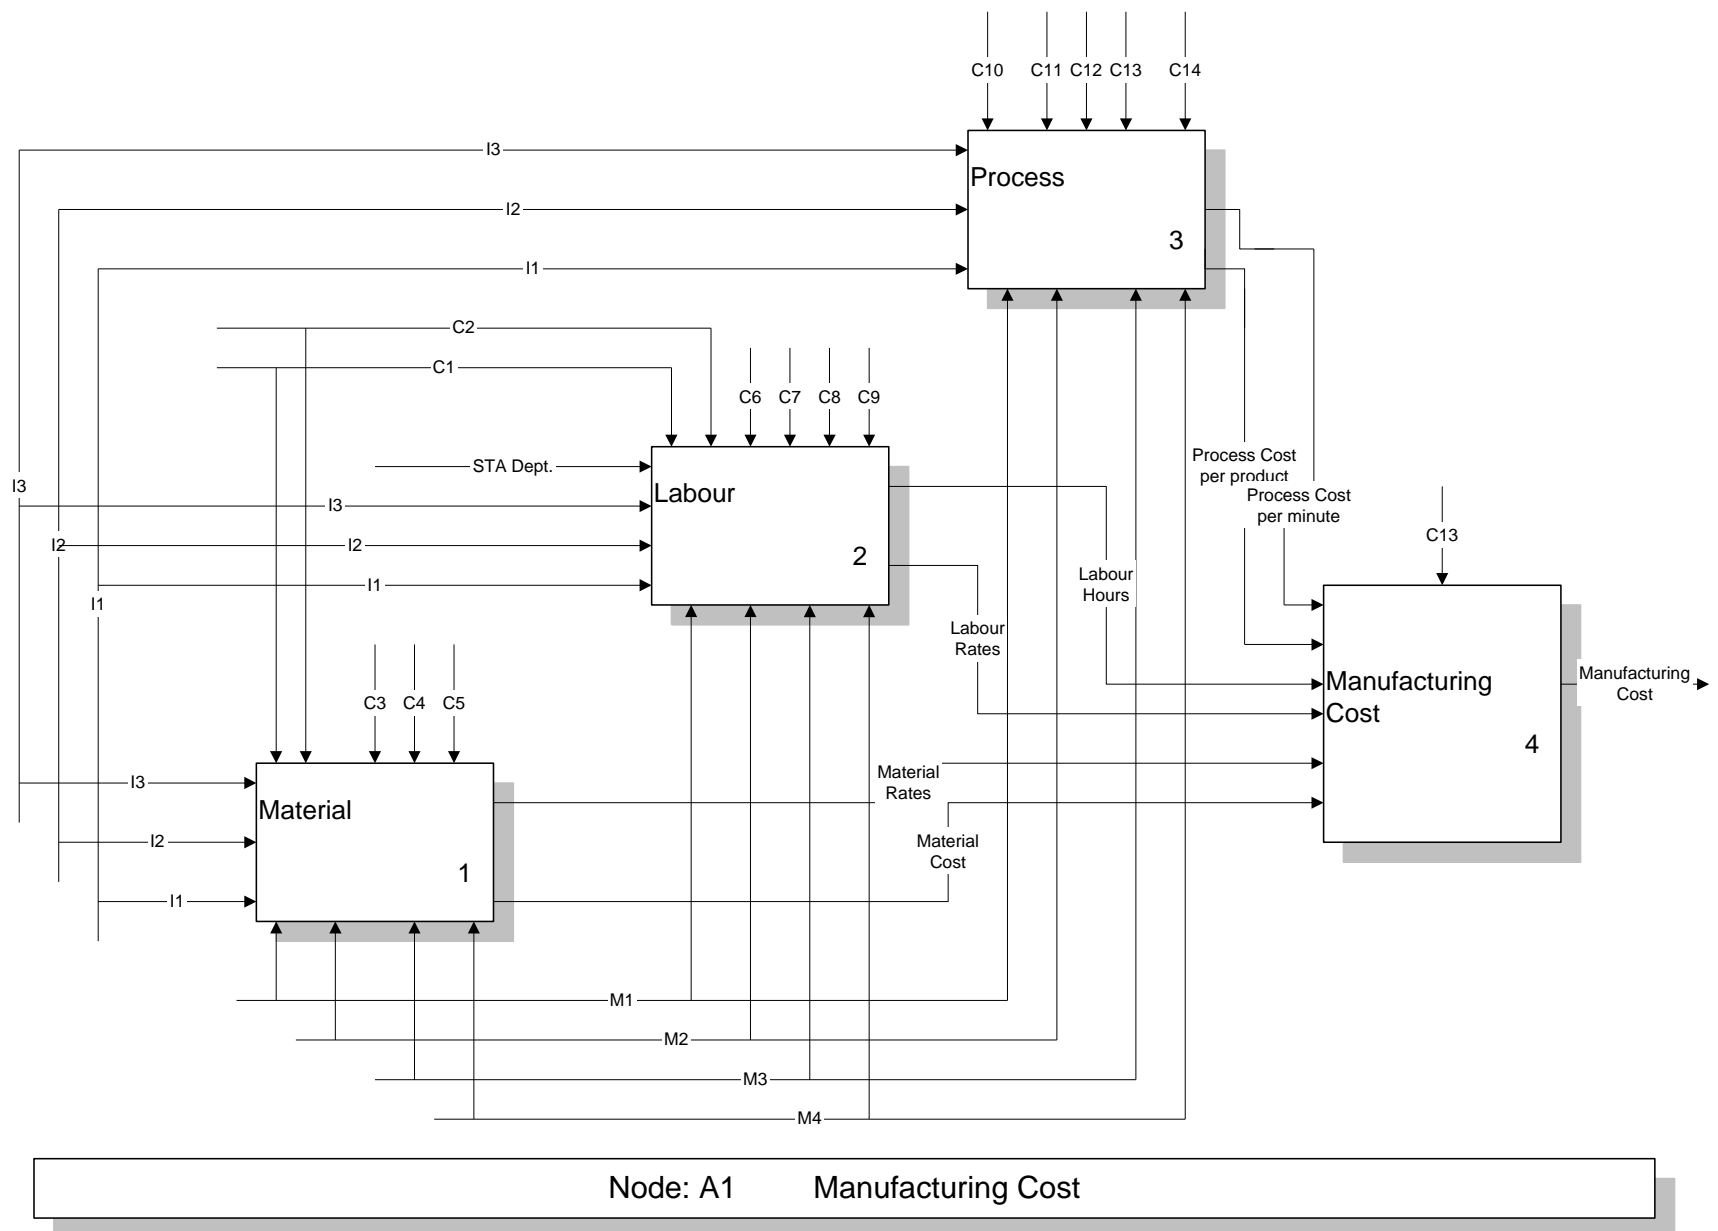 C10 C11 C12 C13 C14
I3
Process
I2
3
I1
C2
C1
C6 C7 C8 C9
Process Cost
per product
STA Dept.
I3
Labour
Process Cost
per minute
I3
C13
I2
I2
2
Labour
Hours
I1
I1
Labour
Rates
Manufacturing
Cost
4
Manufacturing
Cost
C3 C4 C5
Material
Rates
I3
Material
I2
Material
Cost
1
I1
M1
M2
M3
M4
Node: A1 Manufacturing Cost